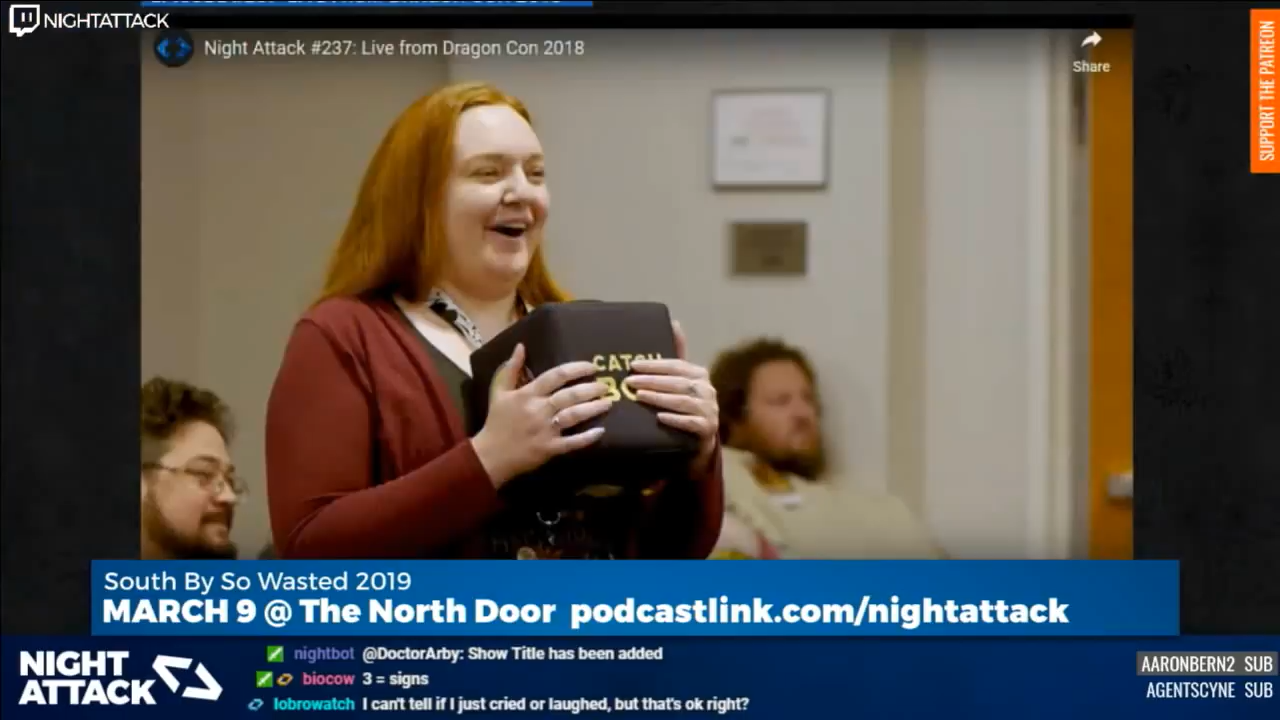 NIGHTATTACK
Night Attack #237: Live from Dragon Con 2018
Share
SUPPORT THE PATREON
CATCH
South By So Wasted 2019
MARCH 9 @ The North Door podcastlink.com/nightattack
NIGHT
ATTACK
nightbot @DoctorArby: Show Title has been added
biocow 3 = signs
lobrowatch I can't tell if I just cried or laughed, but that's ok right?
AARONBERN2 SUB
AGENTSCYNE SUB